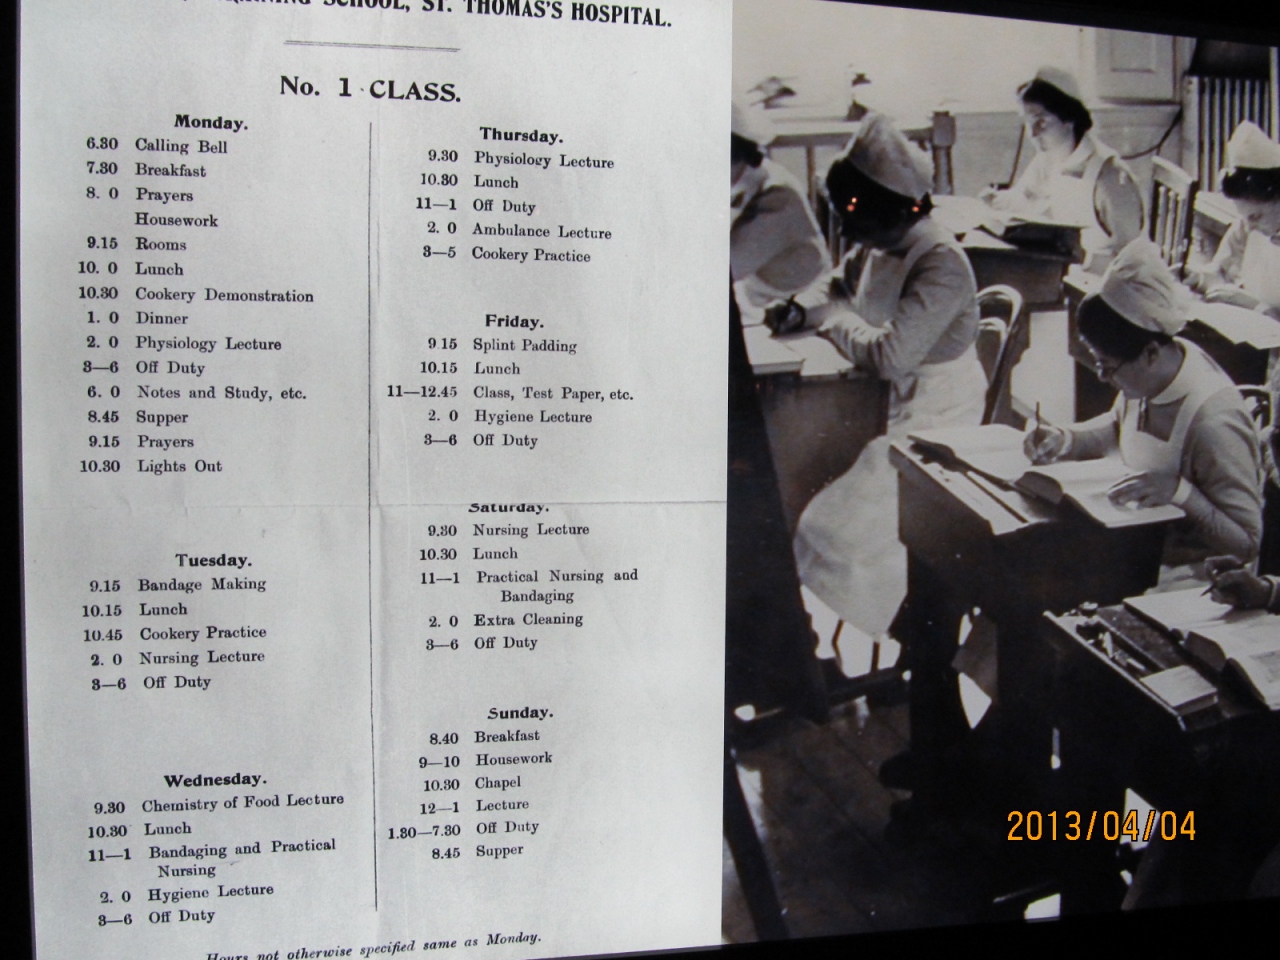 SCHOOL, ST. THOMAS'S HOSPITAL.
No. 1 CLASS.
Monday.
6.30 Calling Bell
7.30 Breakfast
8. 0 Prayers
Housework
9.15 Rooms
10. 0 Lunch
10.30 Cookery Demonstration
1. 0 Dinner
2. 0 Physiology Lecture
3—6 Off Duty
6. 0 Notes and Study, etc.
8.45 Supper
9.15 Prayers
10.30 Lights Out
Tuesday.
9.15 Bandage Making
10.15 Lunch
10.45 Cookery Practice
2. 0 Nursing Lecture
3—6 Off Duty
Wednesday.
9.30 Chemistry of Food Lecture
10.30 Lunch
11—1 Bandaging and Practical
Nursing
2. 0 Hygiene Lecture
3—6 Off Duty
Thursday.
9.30 Physiology Lecture
10.30 Lunch
11—1 Off Duty
2. 0 Ambulance Lecture
3—5 Cookery Practice
Friday.
9 15 Splint Padding
10.15 Lunch
11—12.45 Class, Test Paper, etc.
2. 0 Hygiene Lecture
3—6 Off Duty
Saturday.
9.30 Nursing Lecture
10.30 Lunch
11—1 Practical Nursing and
Bandaging
2. 0 Extra Cleaning
3—6 Off Duty
Sunday.
8.40 Breakfast
9—10 Housework
10.30 Chapel
12—1 Lecture
1.30—7.30 Off Duty
8.45 Supper
Hours not otherwise specified same as Monday.
2013/04/04